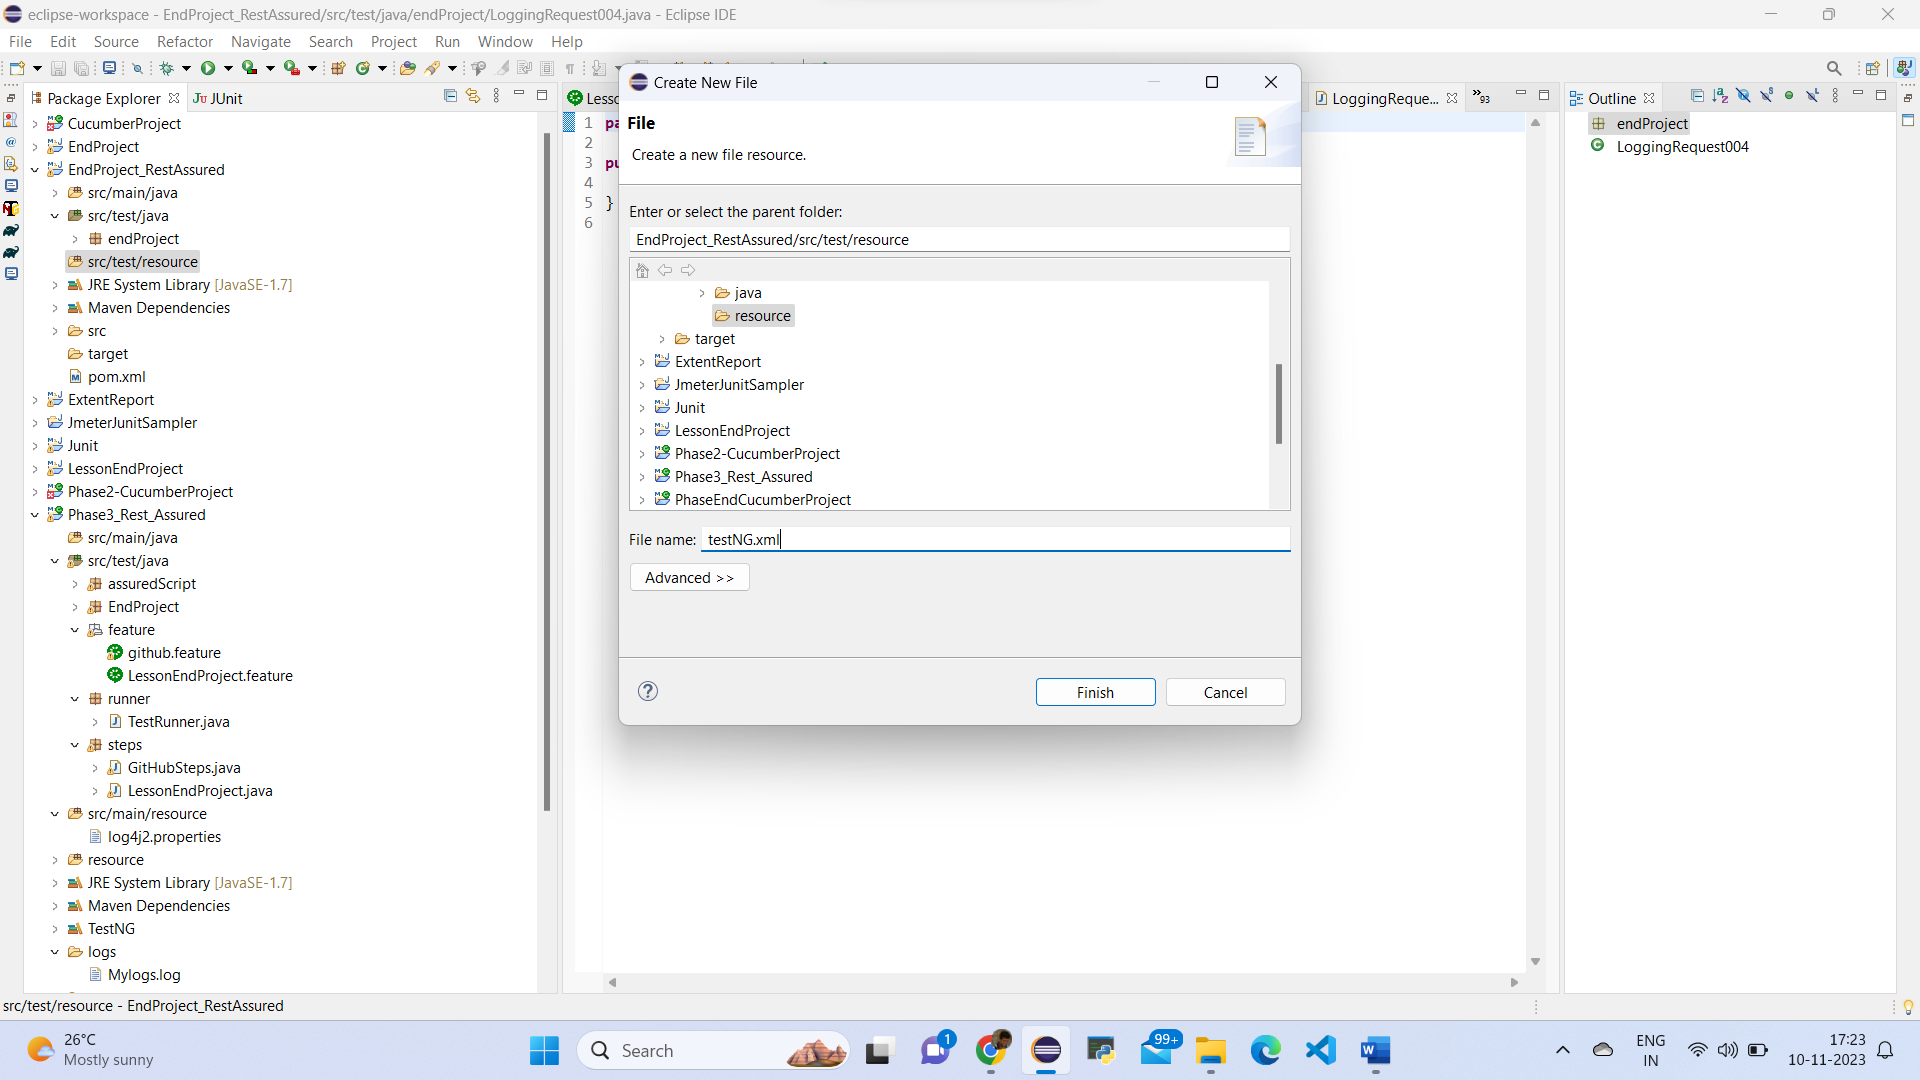 eclipse-workspace - EndProject_RestAssured/src/test/java/endProject/LoggingRequest004.java - Eclipse IDE
File Edit Source Refactor Navigate Search Project Run Window Help
Package Explorer JUnit
CucumberProject
EndProject
EndProject_RestAssured
src/main/java
src/test/java
endProject
src/test/resource
JRE System Library [JavaSE-1.7]
Maven Dependencies
src
target
pom.xml
ExtentReport
JmeterJunitSampler
Junit
LessonEndProject
Phase2-CucumberProject
Phase3_Rest_Assured
src/main/java
src/test/java
assuredScript
EndProject
feature
github.feature
LessonEndProject.feature
runner
TestRunner.java
steps
GitHubSteps.java
LessonEndProject.java
src/main/resource
log4j2.properties
resource
JRE System Library [JavaSE-1.7]
Maven Dependencies
TestNG
logs
Mylogs.log
src/test/resource - EndProject_RestAssured
LoggingReque... »93
1
2
3
4
5 }
6
Create New File
File
Create a new file resource.
Enter or select the parent folder:
EndProject_RestAssured/src/test/resource
java
resource
target
ExtentReport
JmeterJunitSampler
Junit
LessonEndProject
Phase2-CucumberProject
Phase3_Rest_Assured
PhaseEndCucumberProject
File name: testNG.xml
Advanced >>
Finish Cancel
Outline
endProject
LoggingRequest004
26°C
Mostly sunny
Search
1
99+
ENG
IN
17:23
10-11-2023